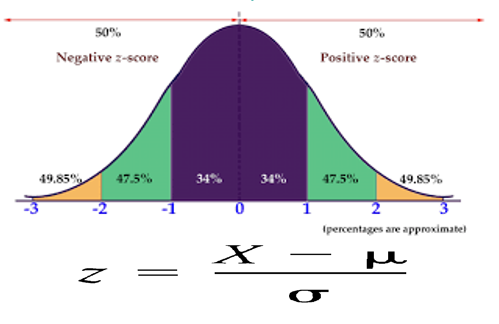 50% 50%
Negative z-score Positive z-score
49.85% 47.5% 34% 34% 47.5% 49.85%
-3 -2 -1 0 1 2 3
(percentages are approximate)
z = X − μ
σ